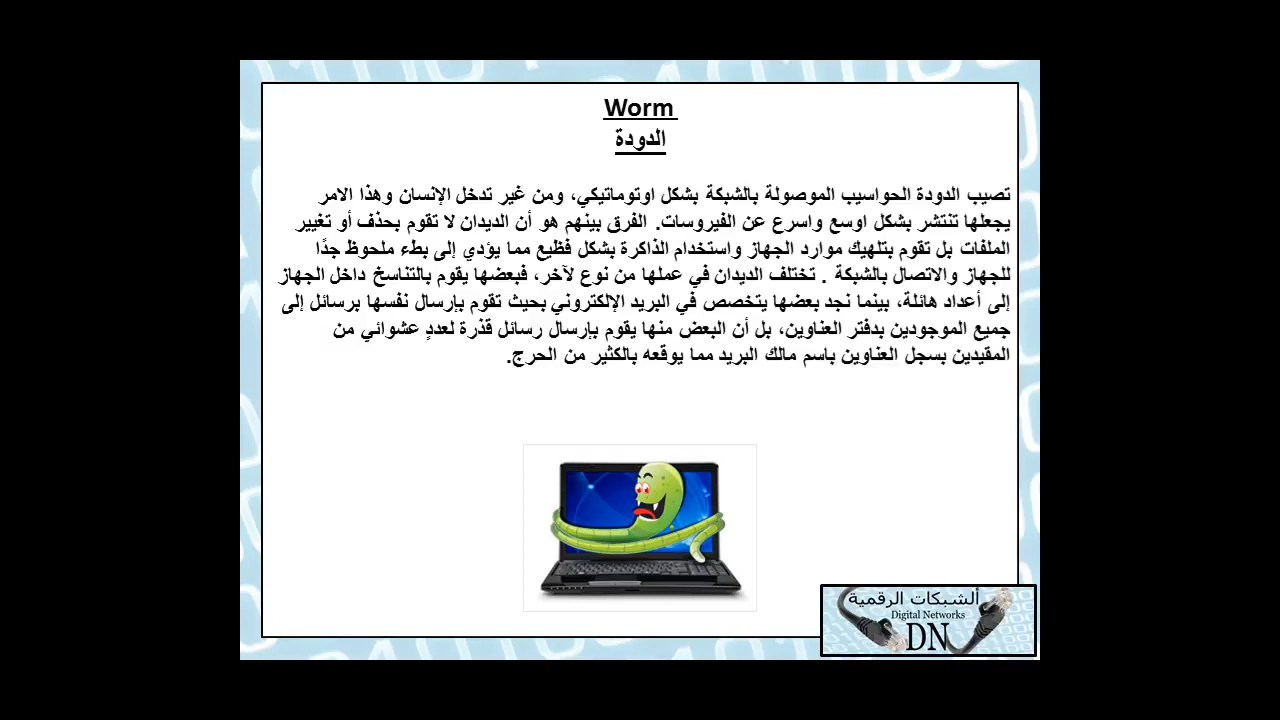 Worm
الدودة
تصيب الدودة الحواسيب الموصولة بالشبكة بشكل اوتوماتيكي، ومن غير تدخل الإنسان وهذا الامر
يجعلها تنتشر بشكل اوسع واسرع عن الفيروسات. الفرق بينهم هو أن الديدان لا تقوم بحذف أو تغيير
الملفات بل تقوم بتلهيك موارد الجهاز واستخدام الذاكرة بشكل فظيع مما يؤدي إلى بطء ملحوظ جدًا
للجهاز والاتصال بالشبكة . تختلف الديدان في عملها من نوع لآخر، فبعضها يقوم بالتناسخ داخل الجهاز
إلى أعداد هائلة، بينما نجد بعضها يتخصص في البريد الإلكتروني بحيث تقوم بإرسال نفسها برسائل إلى
جميع الموجودين بدفتر العناوين، بل أن البعض منها يقوم بإرسال رسائل قذرة لعددٍ عشوائي من
المقيدين بسجل العناوين باسم مالك البريد مما يوقعه بالكثير من الحرج.
ألشبكات الرقمية
Digital Networks
DN